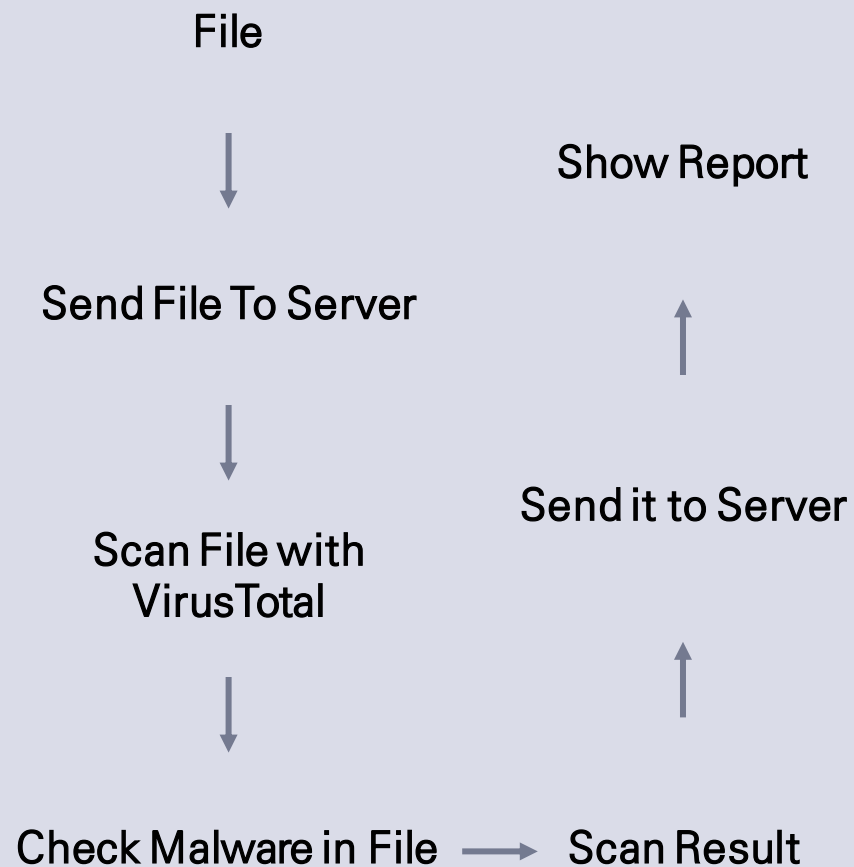 File
Send File To Server
Scan File with
VirusTotal
Check Malware in File
Scan Result
Send it to Server
Show Report